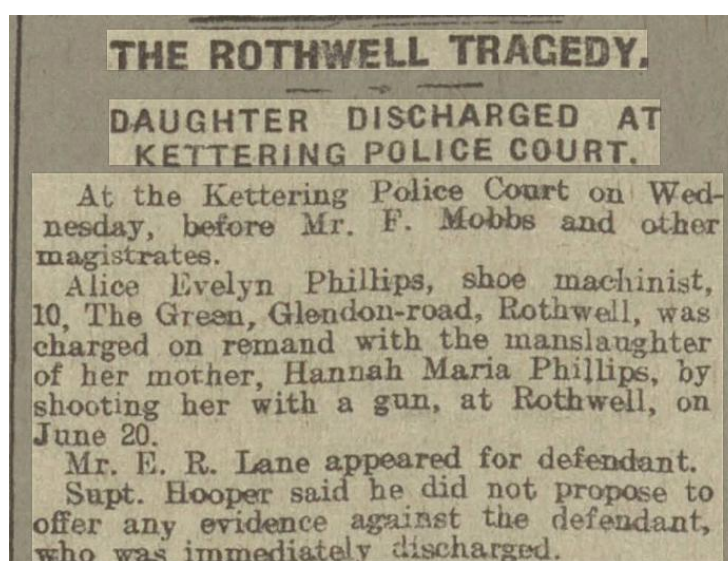 THE ROTHWELL TRAGEDY.
DAUGHTER DISCHARGED AT
KETTERING POLICE COURT.
At the Kettering Police Court on Wed-
nesday, before Mr. F. Mobbs and other
magistrates.
Alice Evelyn Phillips, shoe machinist,
10, The Green, Glendon-road, Rothwell, was
charged on remand with the manslaughter
of her mother, Hannah Maria Phillips, by
shooting her with a gun, at Rothwell, on
June 20.
Mr. E. R. Lane appeared for defendant.
Supt. Hooper said he did not propose to
offer any evidence against the defendant,
who was immediately discharged.